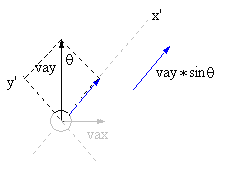 x'
vay
θ
y'
vay*sinθ
vax